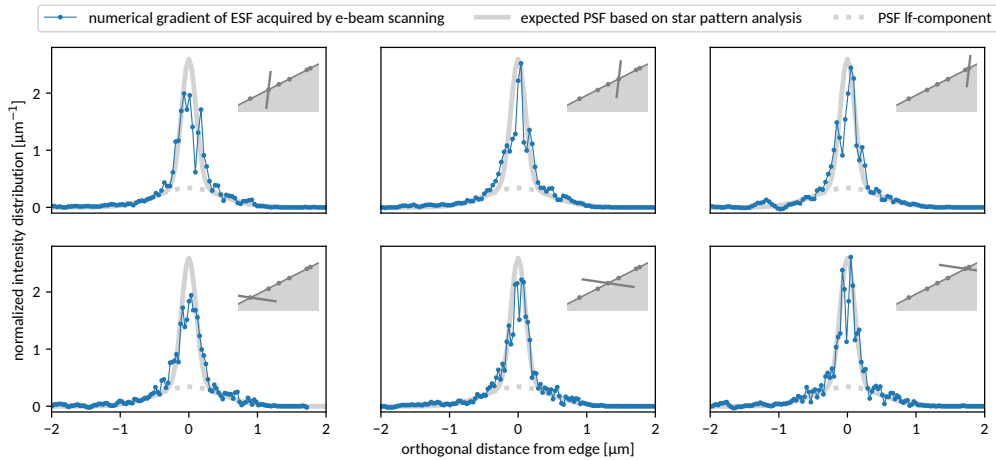 numerical gradient of ESF acquired by e-beam scanning expected PSF based on star pattern analysis PSF lf-component
normalized intensity distribution [μm⁻¹]
2
1
0
2
1
0
−2 −1 0 1 2 −2 −1 0 1 2 −2 −1 0 1 2
orthogonal distance from edge [μm]